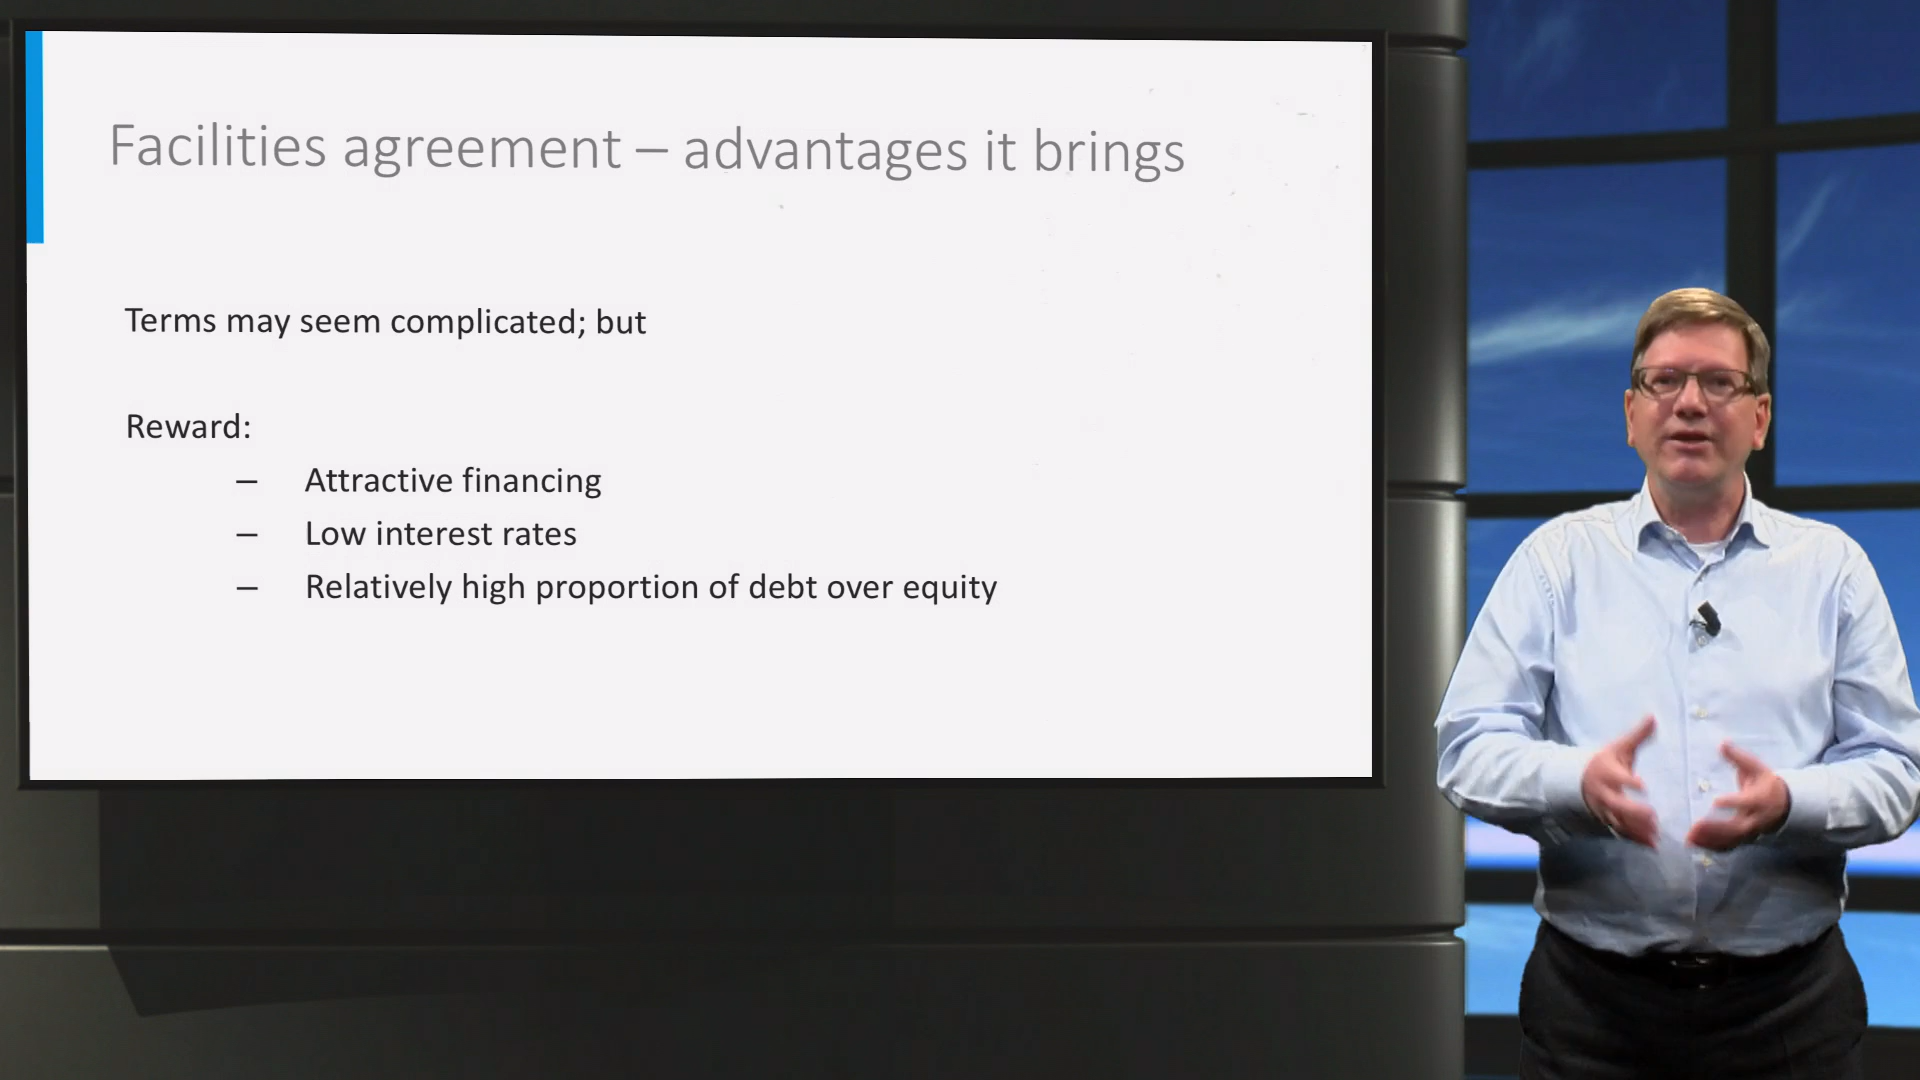 Facilities agreement – advantages it brings
Terms may seem complicated; but
Reward:
– Attractive financing
– Low interest rates
– Relatively high proportion of debt over equity